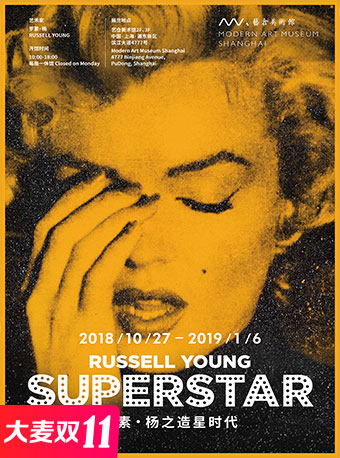 艺术家
罗素·杨
RUSSELL YOUNG
开馆时间
10:00-18:00
每周一休馆 Closed on Monday
展览地点
艺仓美术馆2F、3F
中国·上海·浦东新区
滨江大道4777号
Modern Art Museum Shanghai
4777 Binjiang Avenue,
PuDong, Shanghai
藝倉美術館
MODERN ART MUSEUM
SHANGHAI
2018/10/27 – 2019/1/6
RUSSELL YOUNG
SUPERSTAR
素·杨之造星时代
大麦双11